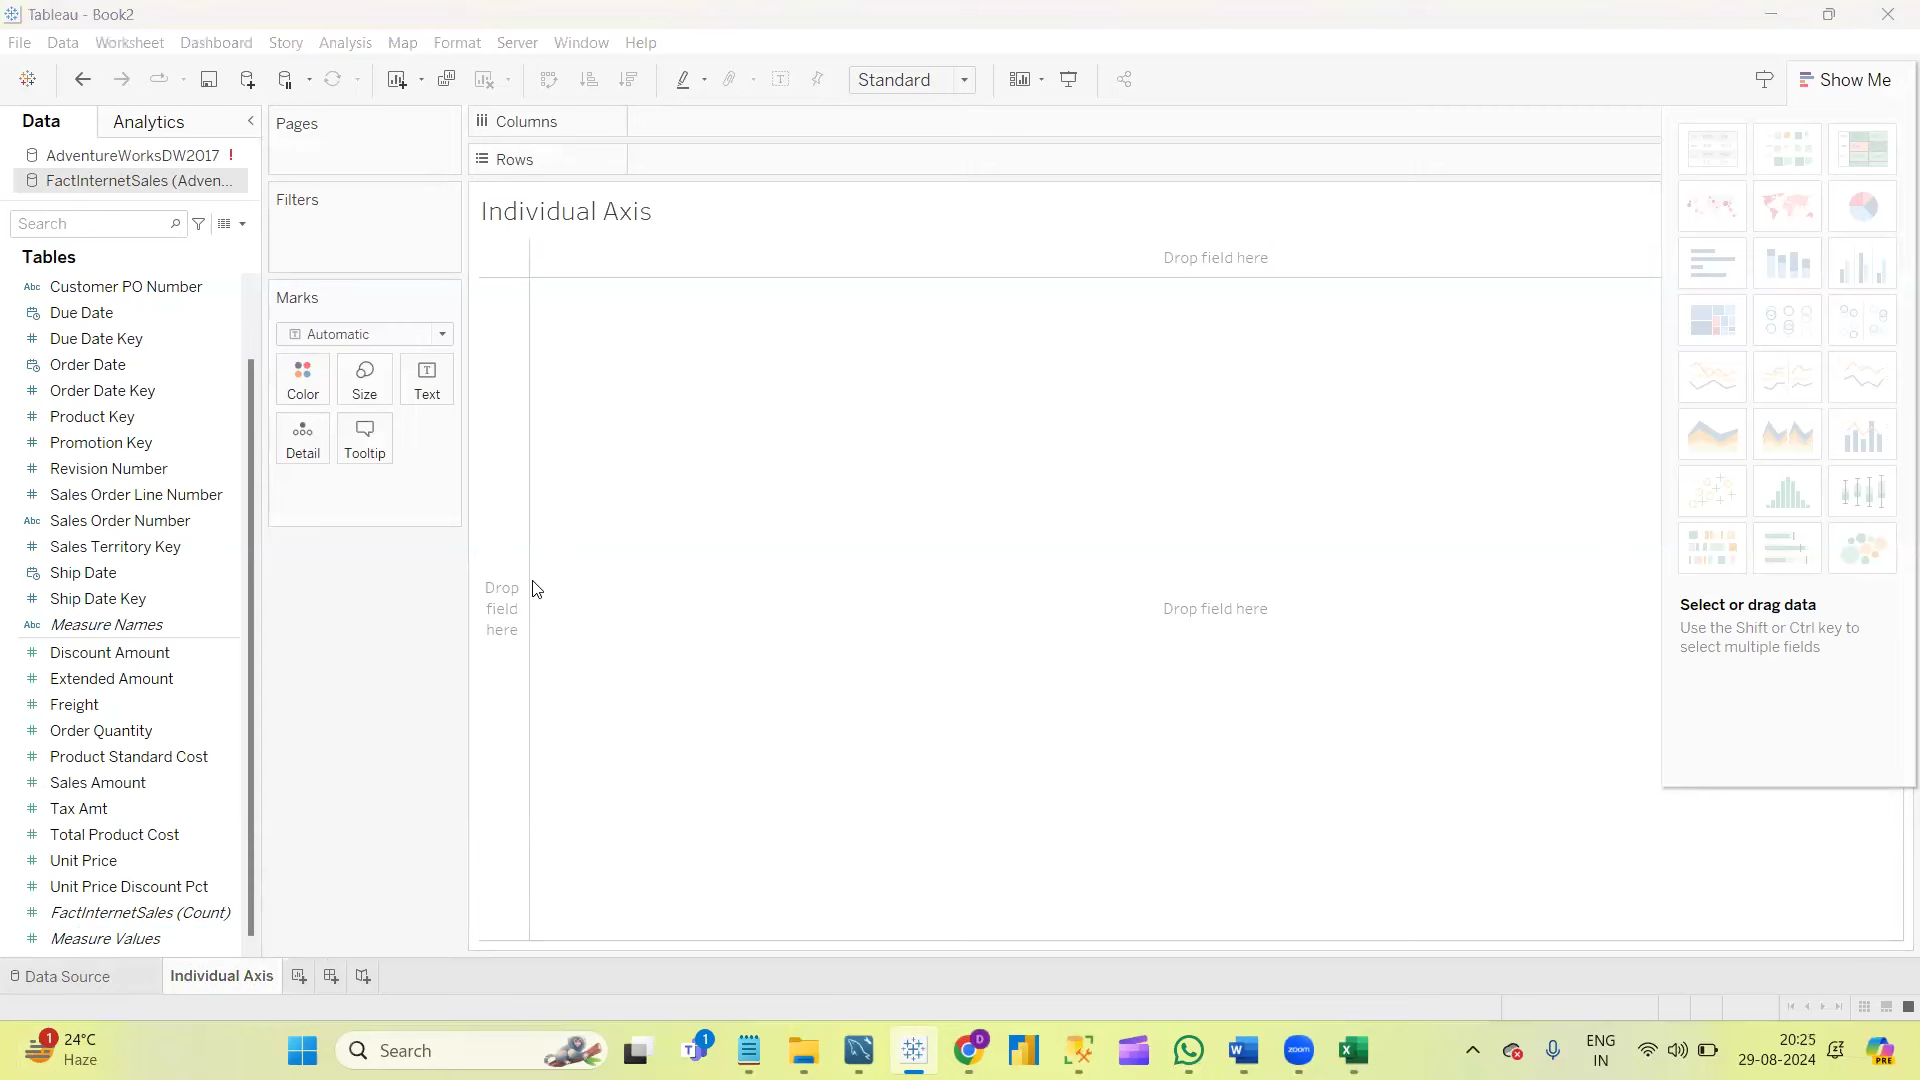 Tableau - Book2
File Data Worksheet Dashboard Story Analysis Map Format Server Window Help
Standard
Show Me
Data
Analytics
AdventureWorksDW2017 !
FactInternetSales (Adven...
Search
Tables
Abc Customer PO Number
Due Date
# Due Date Key
Order Date
# Order Date Key
# Product Key
# Promotion Key
# Revision Number
# Sales Order Line Number
Abc Sales Order Number
# Sales Territory Key
Ship Date
# Ship Date Key
Abc Measure Names
# Discount Amount
# Extended Amount
# Freight
# Order Quantity
# Product Standard Cost
# Sales Amount
# Tax Amt
# Total Product Cost
# Unit Price
# Unit Price Discount Pct
# FactInternetSales (Count)
# Measure Values
Pages
Filters
Marks
Automatic
Color Size Text
Detail Tooltip
Columns
Rows
Individual Axis
Drop field here
Drop
field
here
Drop field here
Select or drag data
Use the Shift or Ctrl key to
select multiple fields
Data Source
Individual Axis
1
24°C
Haze
Search
1
D
W
zoom
X
ENG
IN
20:25
29-08-2024
PRE